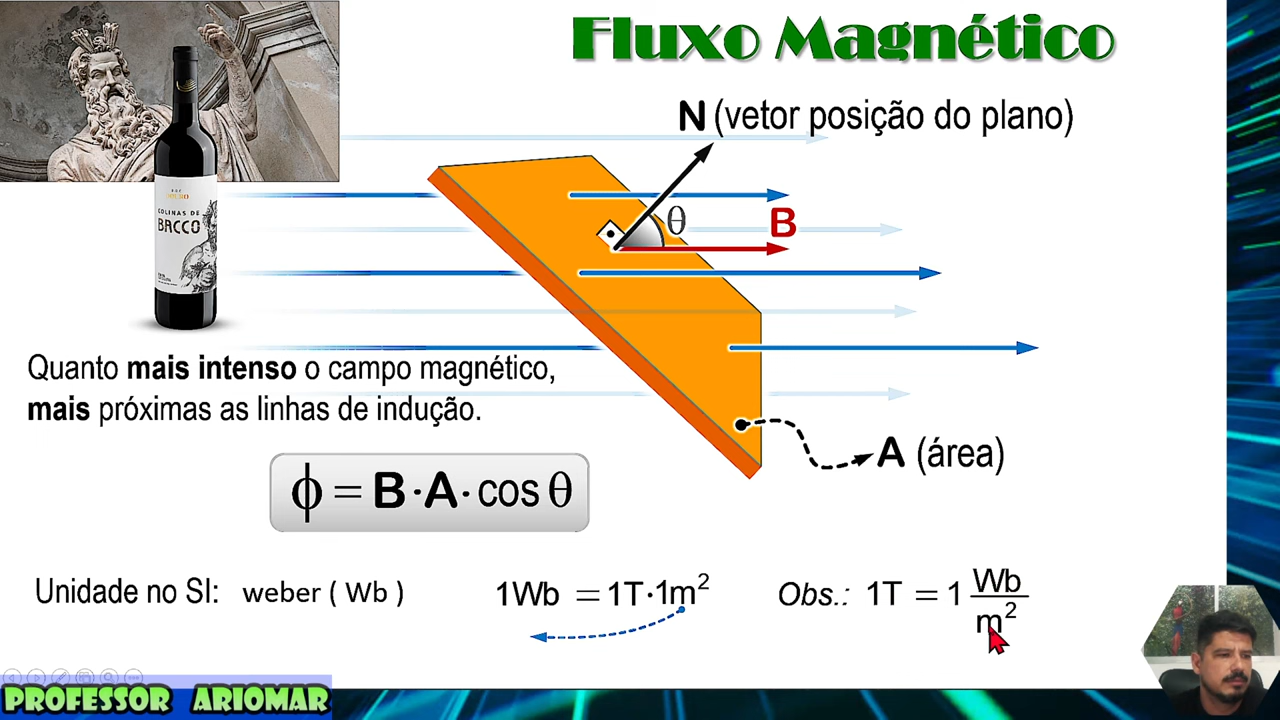 Fluxo Magnético
N (vetor posição do plano)
θ
B
COLINAS DE
BACCO
Quanto mais intenso o campo magnético,
mais próximas as linhas de indução.
A (área)
ϕ = B·A·cos θ
Unidade no SI: weber ( Wb )
1Wb = 1T·1m²
Obs.: 1T = 1 Wb
m²
PROFESSOR ARIOMAR